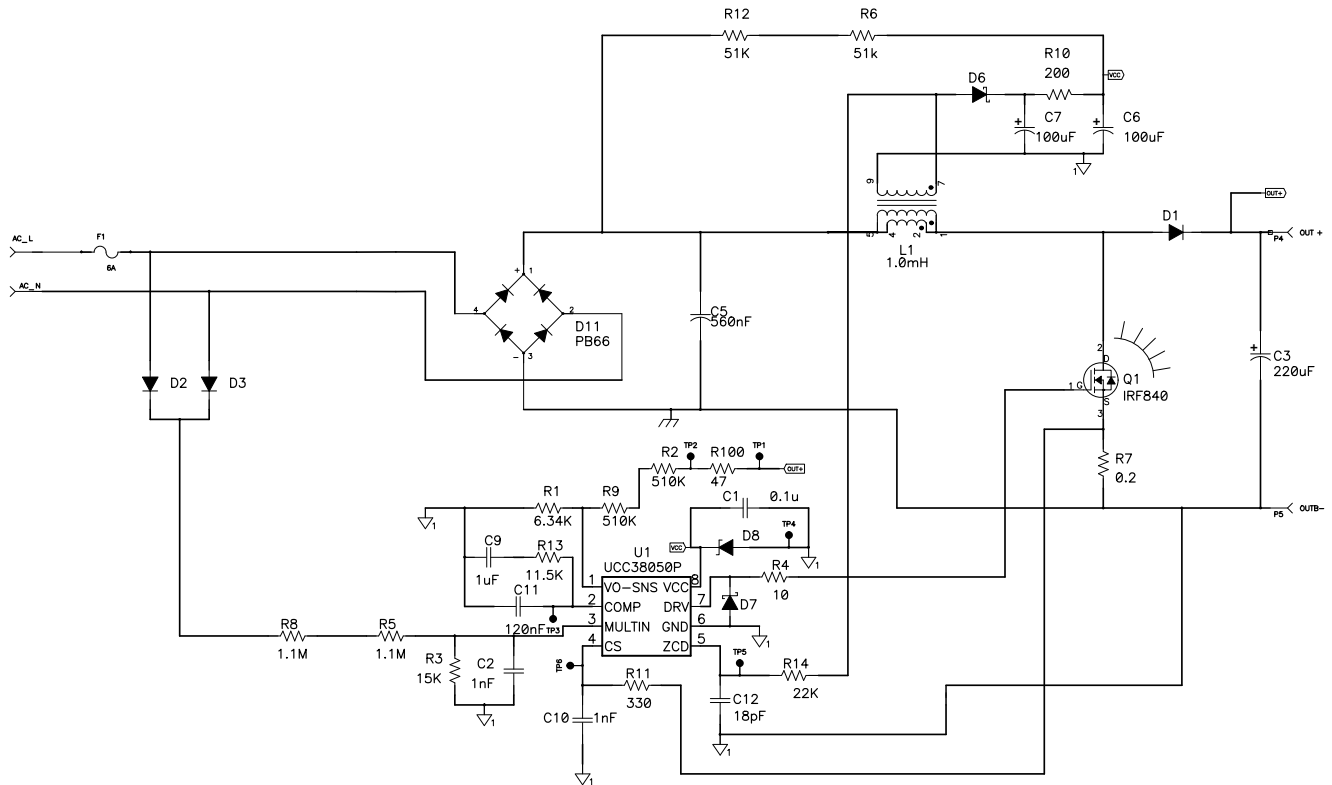 R12
51K
R6
51k
VCC
R10
200
D6
C7
100uF
C6
100uF
1
9
7
OUT+
D1
AC_L
F1
6A
5
4
2
1
L1
1.0mH
P4
OUT +
AC_N
+
1
4
2
D11
PB66
-
3
C5
560nF
2
D
1
G
Q1
IRF840
S
3
C3
220uF
D2
D3
R7
0.2
TP2
TP1
R2
510K
R100
47
OUT+
R1
6.34K
R9
510K
C1
0.1u
1
VCC
D8
TP4
1
P5
OUTB-
C9
1uF
R13
11.5K
U1
UCC38050P
C11
120nF
TP3
1
VO-SNS
VCC
8
2
COMP
DRV
7
3
MULTIN
GND
6
4
CS
ZCD
5
R4
10
D7
1
R8
1.1M
R5
1.1M
R3
15K
C2
1nF
1
TP6
R11
330
TP5
R14
22K
C10
1nF
C12
18pF
1
1